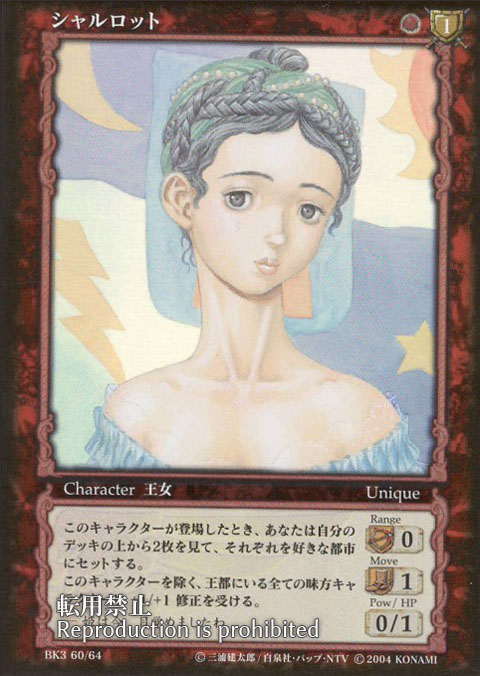 シャルロット
1
Character 王女
Unique
このキャラクターが登場したとき、あなたは自分の
デッキの上から2枚を見て、それぞれを好きな都市
にセットする。
このキャラクターを除く、王都にいる全ての味方キャ
+1 修正を受ける。
転用禁止
Reproduction is prohibited
Range
0
Move
1
Pow/ HP
0/1
BK3 60/64
© 三浦建太郎/白泉社・バップ・NTV © 2004 KONAMI